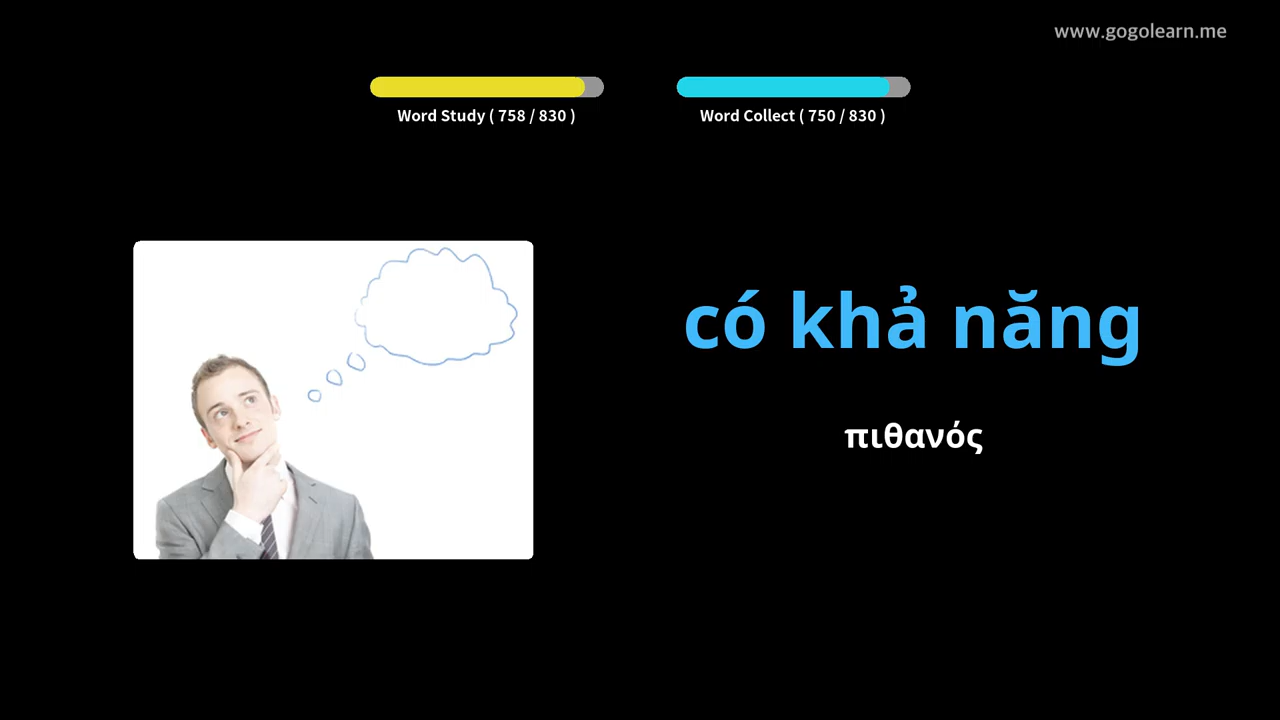 www.gogolearn.me
Word Study ( 758 / 830 )
Word Collect ( 750 / 830 )
có khả năng
πιθανός